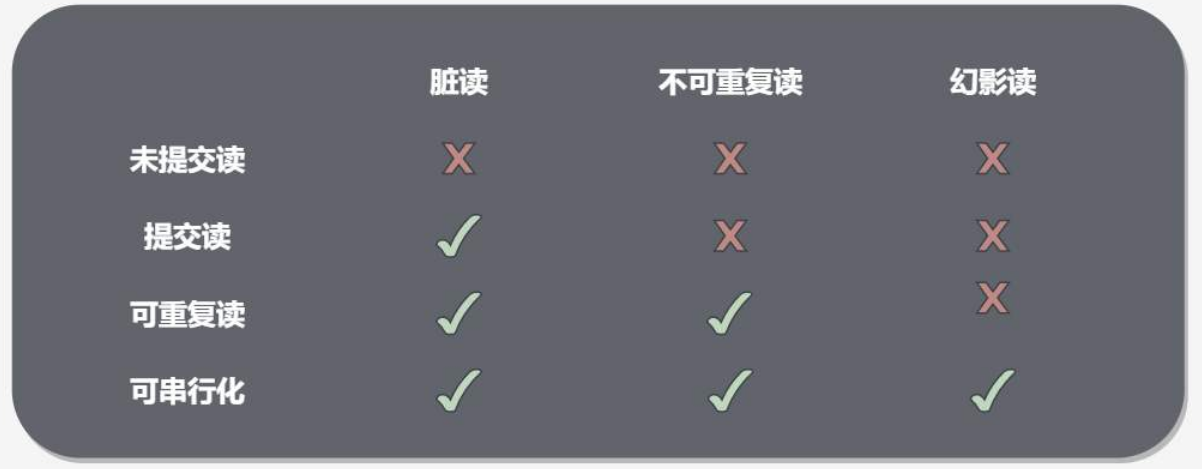 脏读 不可重复读 幻影读
未提交读 X X X
提交读 ✓ X X
可重复读 ✓ ✓ X
可串行化 ✓ ✓ ✓